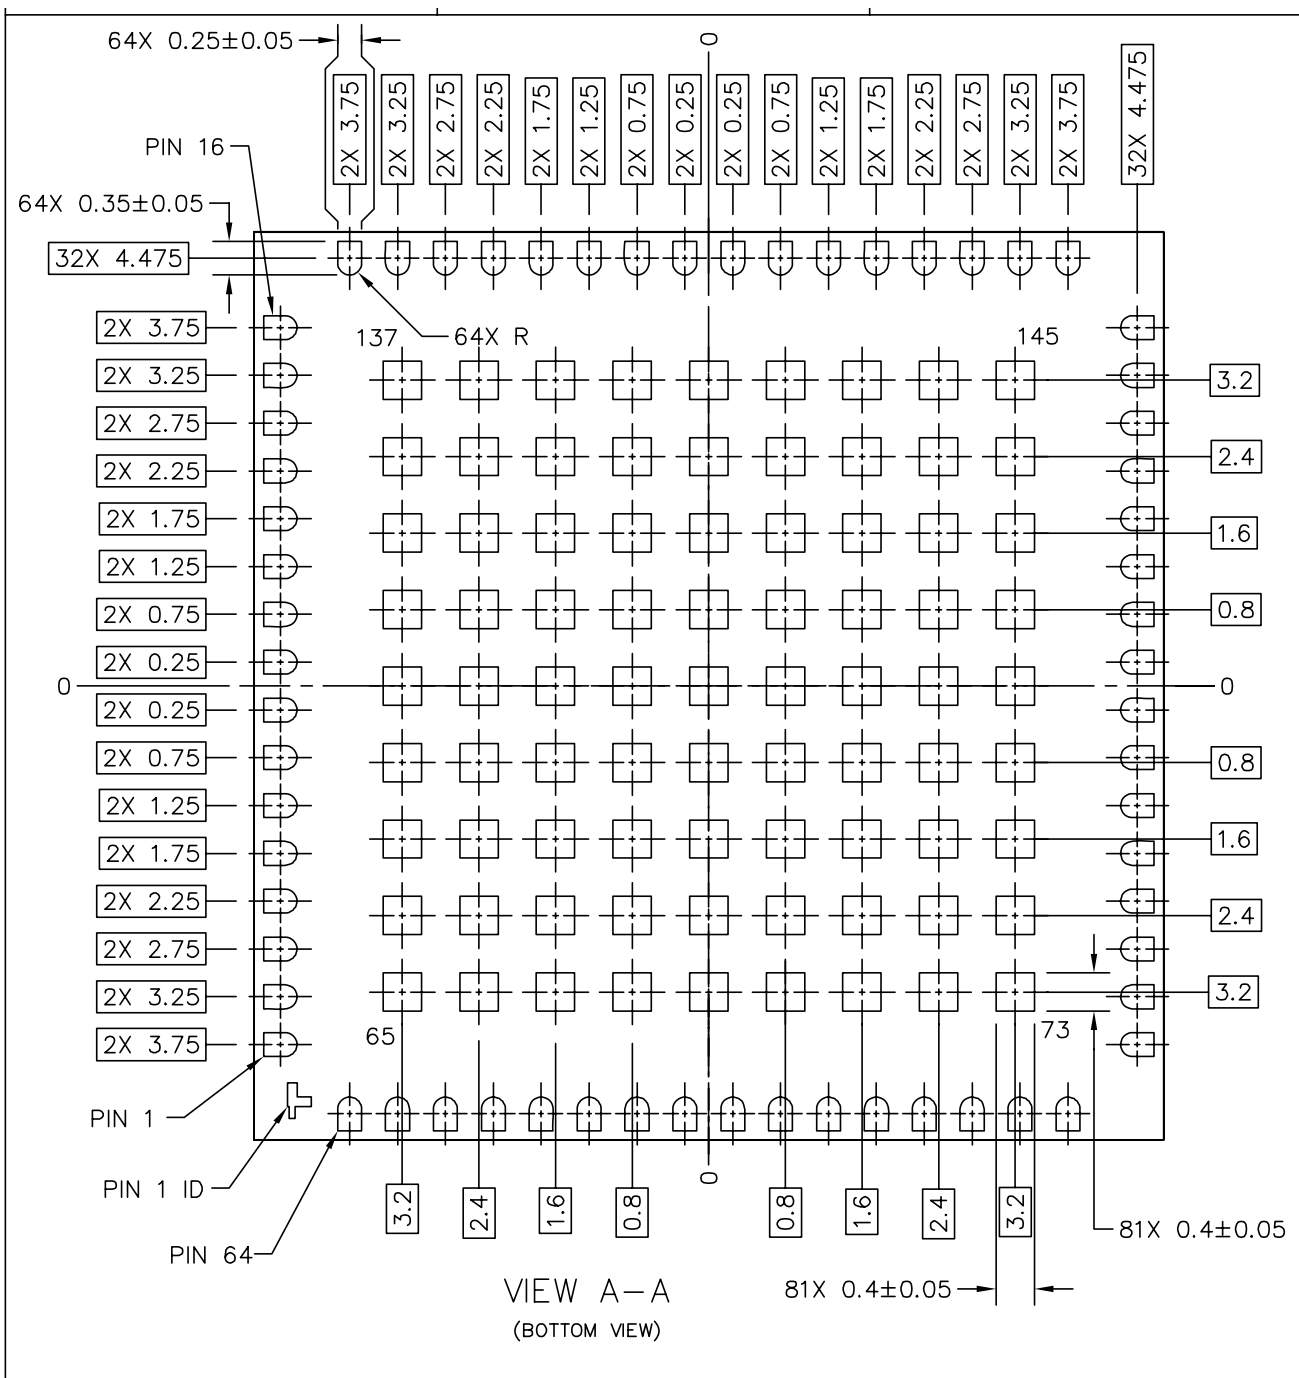 64X 0.25±0.05
0
2X 3.75
2X 3.25
2X 2.75
2X 2.25
2X 1.75
2X 1.25
2X 0.75
2X 0.25
2X 0.25
2X 0.75
2X 1.25
2X 1.75
2X 2.25
2X 2.75
2X 3.25
2X 3.75
32X 4.475
PIN 16
64X 0.35±0.05
32X 4.475
2X 3.75
137
64X R
145
2X 3.25
3.2
2X 2.75
2X 2.25
2.4
2X 1.75
1.6
2X 1.25
2X 0.75
0.8
2X 0.25
0
0
2X 0.25
2X 0.75
0.8
2X 1.25
2X 1.75
1.6
2X 2.25
2.4
2X 2.75
2X 3.25
3.2
65
73
2X 3.75
PIN 1
PIN 1 ID
0
3.2
2.4
1.6
0.8
0.8
1.6
2.4
3.2
81X 0.4±0.05
PIN 64
81X 0.4±0.05
VIEW A-A
(BOTTOM VIEW)